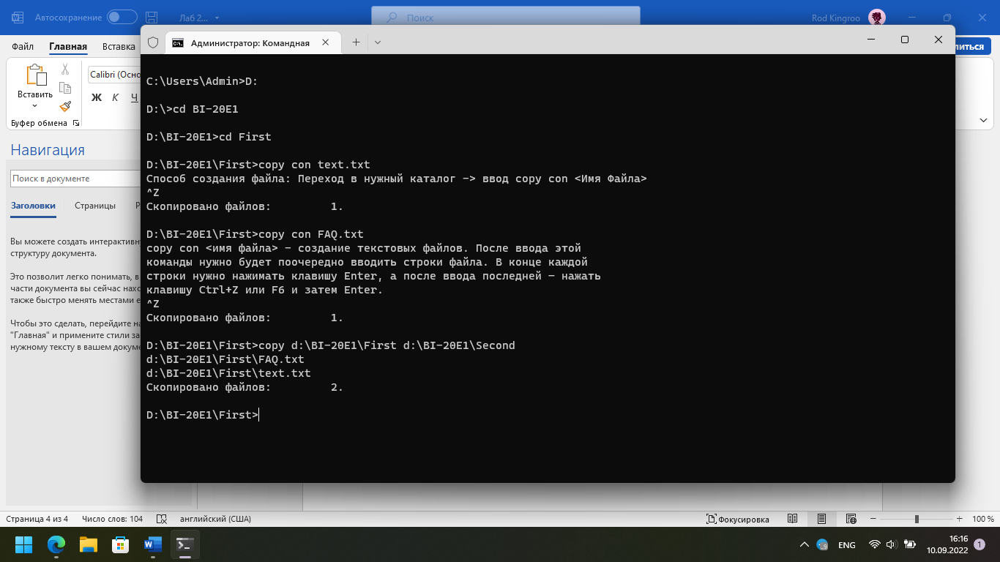 Автосохранение
Лаб 2...
Поиск
Rod Kingroo
Файл
Главная
Вставка
Администратор: Командная
Вставить
Calibri (Осно
Ж К Ч
Буфер обмена
Навигация
Поиск в документе
Заголовки
Страницы
C:\Users\Admin>D:
D:\>cd BI-20E1
D:\BI-20E1>cd First
D:\BI-20E1\First>copy con text.txt
Способ создания файла: Переход в нужный каталог -> ввод copy con <Имя Файла>
^Z
Скопировано файлов: 1.
D:\BI-20E1\First>copy con FAQ.txt
copy con <имя файла> - создание текстовых файлов. После ввода этой
команды нужно будет поочередно вводить строки файла. В конце каждой
строки нужно нажимать клавишу Enter, а после ввода последней – нажать
клавишу Ctrl+Z или F6 и затем Enter.
^Z
Скопировано файлов: 1.
D:\BI-20E1\First>copy d:\BI-20E1\First d:\BI-20E1\Second
d:\BI-20E1\First\FAQ.txt
d:\BI-20E1\First\text.txt
Скопировано файлов: 2.
D:\BI-20E1\First>
Вы можете создать интерактивну
структуру документа.
Это позволит легко понимать, в
части документа вы сейчас нахо
также быстро менять местами е
Чтобы это сделать, перейдите на
"Главная" и примените стили за
нужному тексту в вашем докуме
Страница 4 из 4
Число слов: 104
английский (США)
Фокусировка
100 %
ENG
16:16
10.09.2022
1